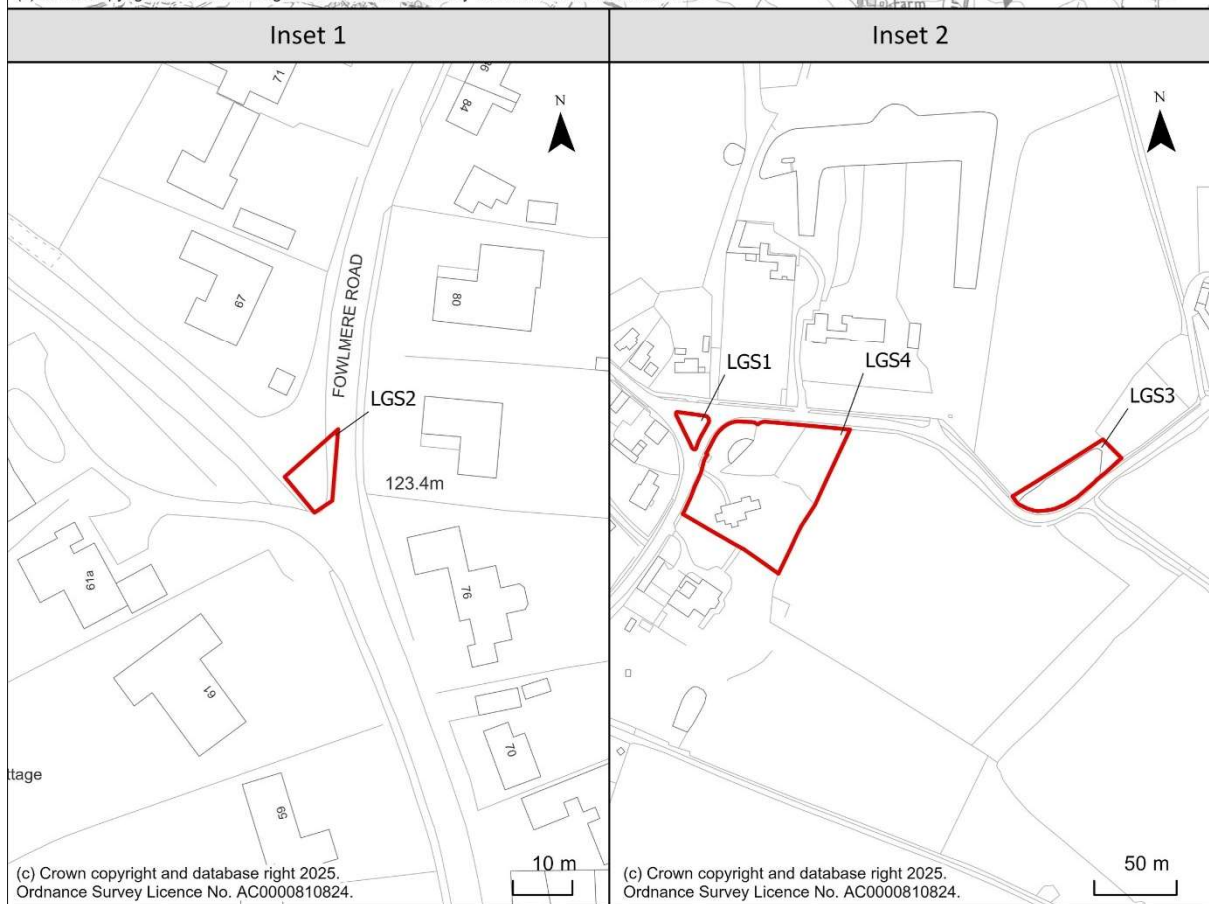 Inset 1
71
84
N
67
FOWLMERE ROAD
80
LGS2
123.4m
61a
76
61
70
ttage
59
(c) Crown copyright and database right 2025.
Ordnance Survey Licence No. AC0000810824.
10 m
Inset 2
N
LGS1
LGS4
LGS3
(c) Crown copyright and database right 2025.
Ordnance Survey Licence No. AC0000810824.
50 m